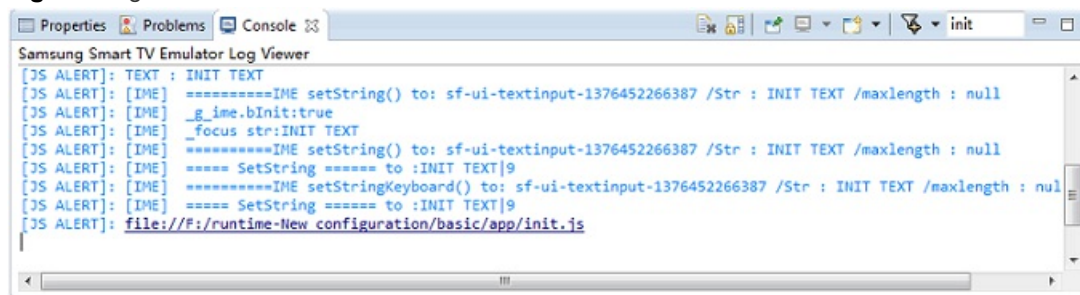 Properties Problems Console init
Samsung Smart TV Emulator Log Viewer
[JS ALERT]: TEXT : INIT TEXT
[JS ALERT]: [IME] ==========IME setString() to: sf-ui-textinput-1376452266387 /Str : INIT TEXT /maxlength : null
[JS ALERT]: [IME] _g_ime.bInit:true
[JS ALERT]: [IME] _focus str:INIT TEXT
[JS ALERT]: [IME] ==========IME setString() to: sf-ui-textinput-1376452266387 /Str : INIT TEXT /maxlength : null
[JS ALERT]: [IME] ===== SetString ====== to :INIT TEXT|9
[JS ALERT]: [IME] ==========IME setStringKeyboard() to: sf-ui-textinput-1376452266387 /Str : INIT TEXT /maxlength : nul
[JS ALERT]: [IME] ===== SetString ====== to :INIT TEXT|9
[JS ALERT]: file://F:/runtime-New configuration/basic/app/init.js